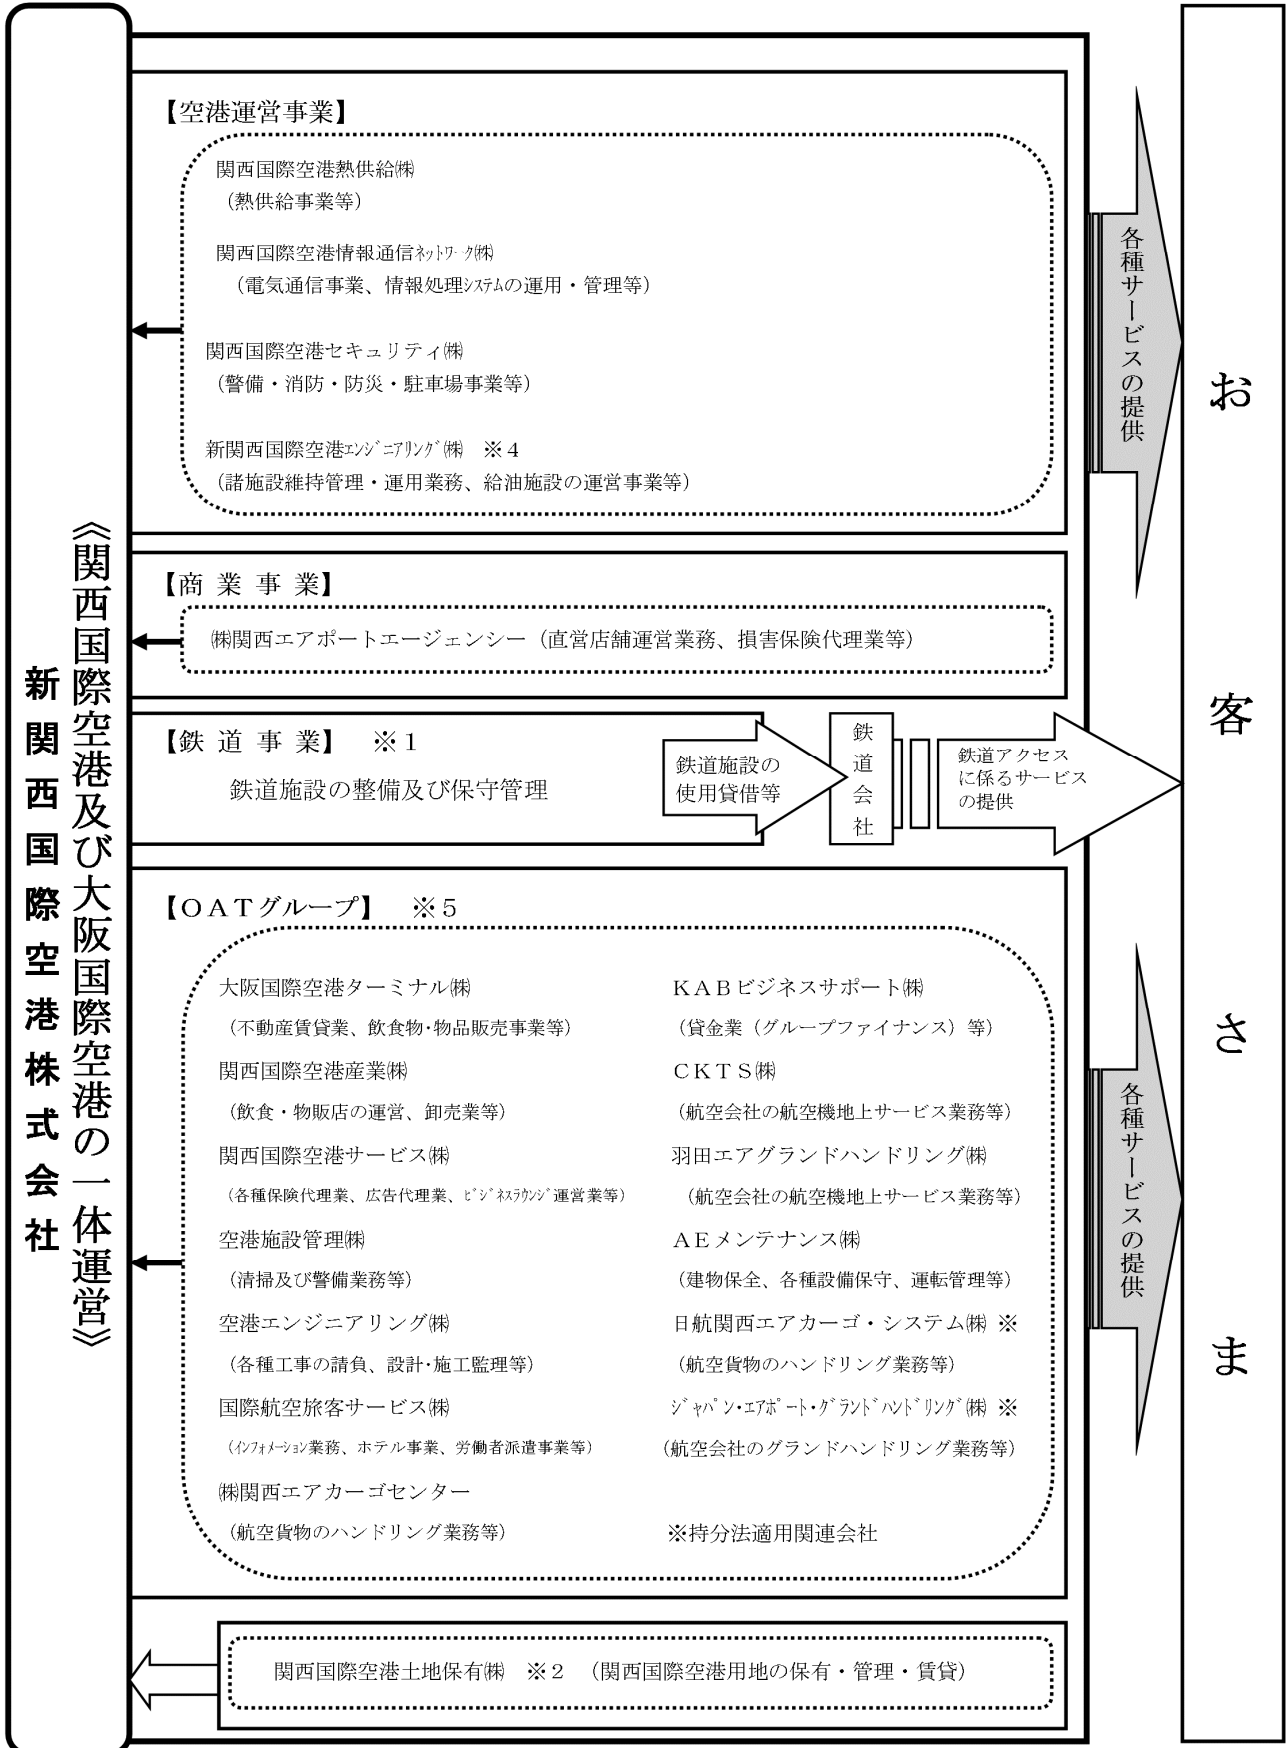 新関西国際空港株式会社
《関西国際空港及び大阪国際空港の一体運営》
【空港運営事業】
関西国際空港熱供給㈱
（熱供給事業等）
関西国際空港情報通信ﾈｯﾄﾜｰｸ㈱
（電気通信事業、情報処理ｼｽﾃﾑの運用・管理等）
関西国際空港セキュリティ㈱
（警備・消防・防災・駐車場事業等）
新関西国際空港ｴﾝｼﾞﾆｱﾘﾝｸﾞ㈱　※４
（諸施設維持管理・運用業務、給油施設の運営事業等）
【商 業 事 業】
㈱関西エアポートエージェンシー（直営店舗運営業務、損害保険代理業等）
【鉄 道 事 業】　※１
鉄道施設の整備及び保守管理
鉄道施設の
使用貸借等
鉄道会社
鉄道アクセス
に係るサービス
の提供
【ＯＡＴグループ】　※５
大阪国際空港ターミナル㈱
（不動産賃貸業、飲食物･物品販売事業等）
関西国際空港産業㈱
（飲食・物販店の運営、卸売業等）
関西国際空港サービス㈱
（各種保険代理業、広告代理業、ﾋﾞｼﾞﾈｽﾗｳﾝｼﾞ運営業等）
空港施設管理㈱
（清掃及び警備業務等）
空港エンジニアリング㈱
（各種工事の請負、設計･施工監理等）
国際航空旅客サービス㈱
（ｲﾝﾌｫﾒｰｼｮﾝ業務、ホテル事業、労働者派遣事業等）
㈱関西エアカーゴセンター
（航空貨物のハンドリング業務等）
ＫＡＢビジネスサポート㈱
（貸金業（グループファイナンス）等）
ＣＫＴＳ㈱
（航空会社の航空機地上サービス業務等）
羽田エアグランドハンドリング㈱
（航空会社の航空機地上サービス業務等）
ＡＥメンテナンス㈱
（建物保全、各種設備保守、運転管理等）
日航関西エアカーゴ・システム㈱ ※
（航空貨物のハンドリング業務等）
ｼﾞｬﾊﾟﾝ･ｴｱﾎﾟｰﾄ･ｸﾞﾗﾝﾄﾞﾊﾝﾄﾞﾘﾝｸﾞ㈱ ※
（航空会社のグランドハンドリング業務等）
※持分法適用関連会社
関西国際空港土地保有㈱　※２　（関西国際空港用地の保有・管理・賃貸）
各種サービスの提供
各種サービスの提供
お客さま